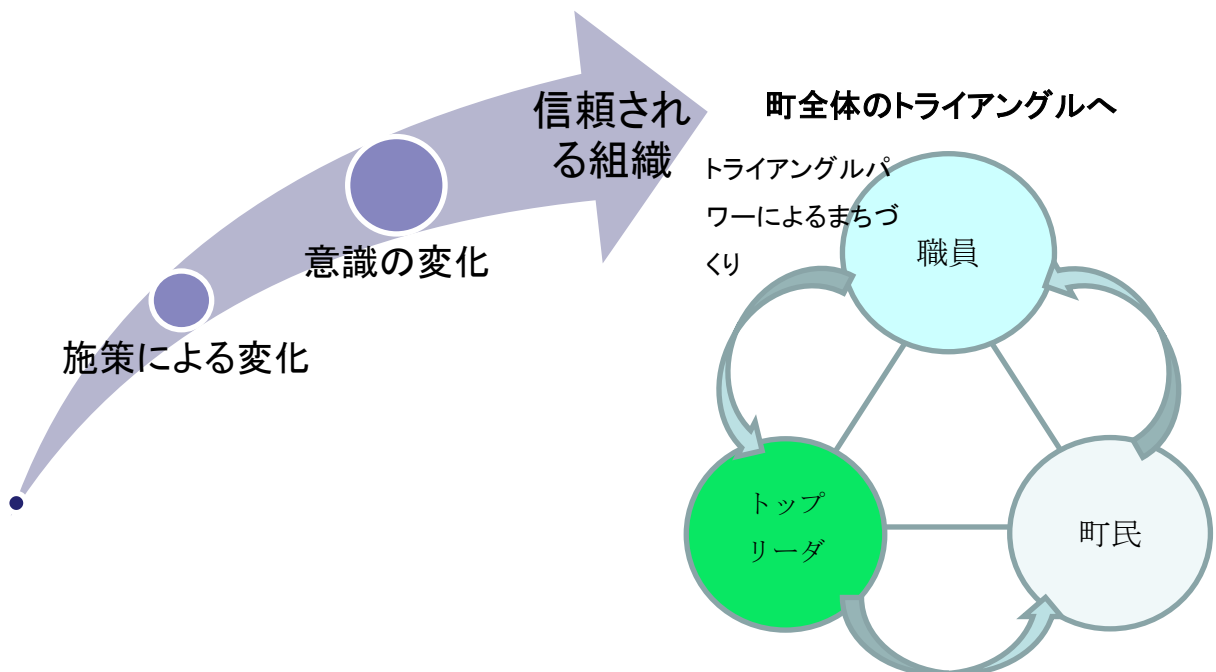 信頼され
る組織
意識の変化
施策による変化
町全体のトライアングルへ
トライアングルパ
ワーによるまちづ
くり
職員
トップ
リーダ
町民